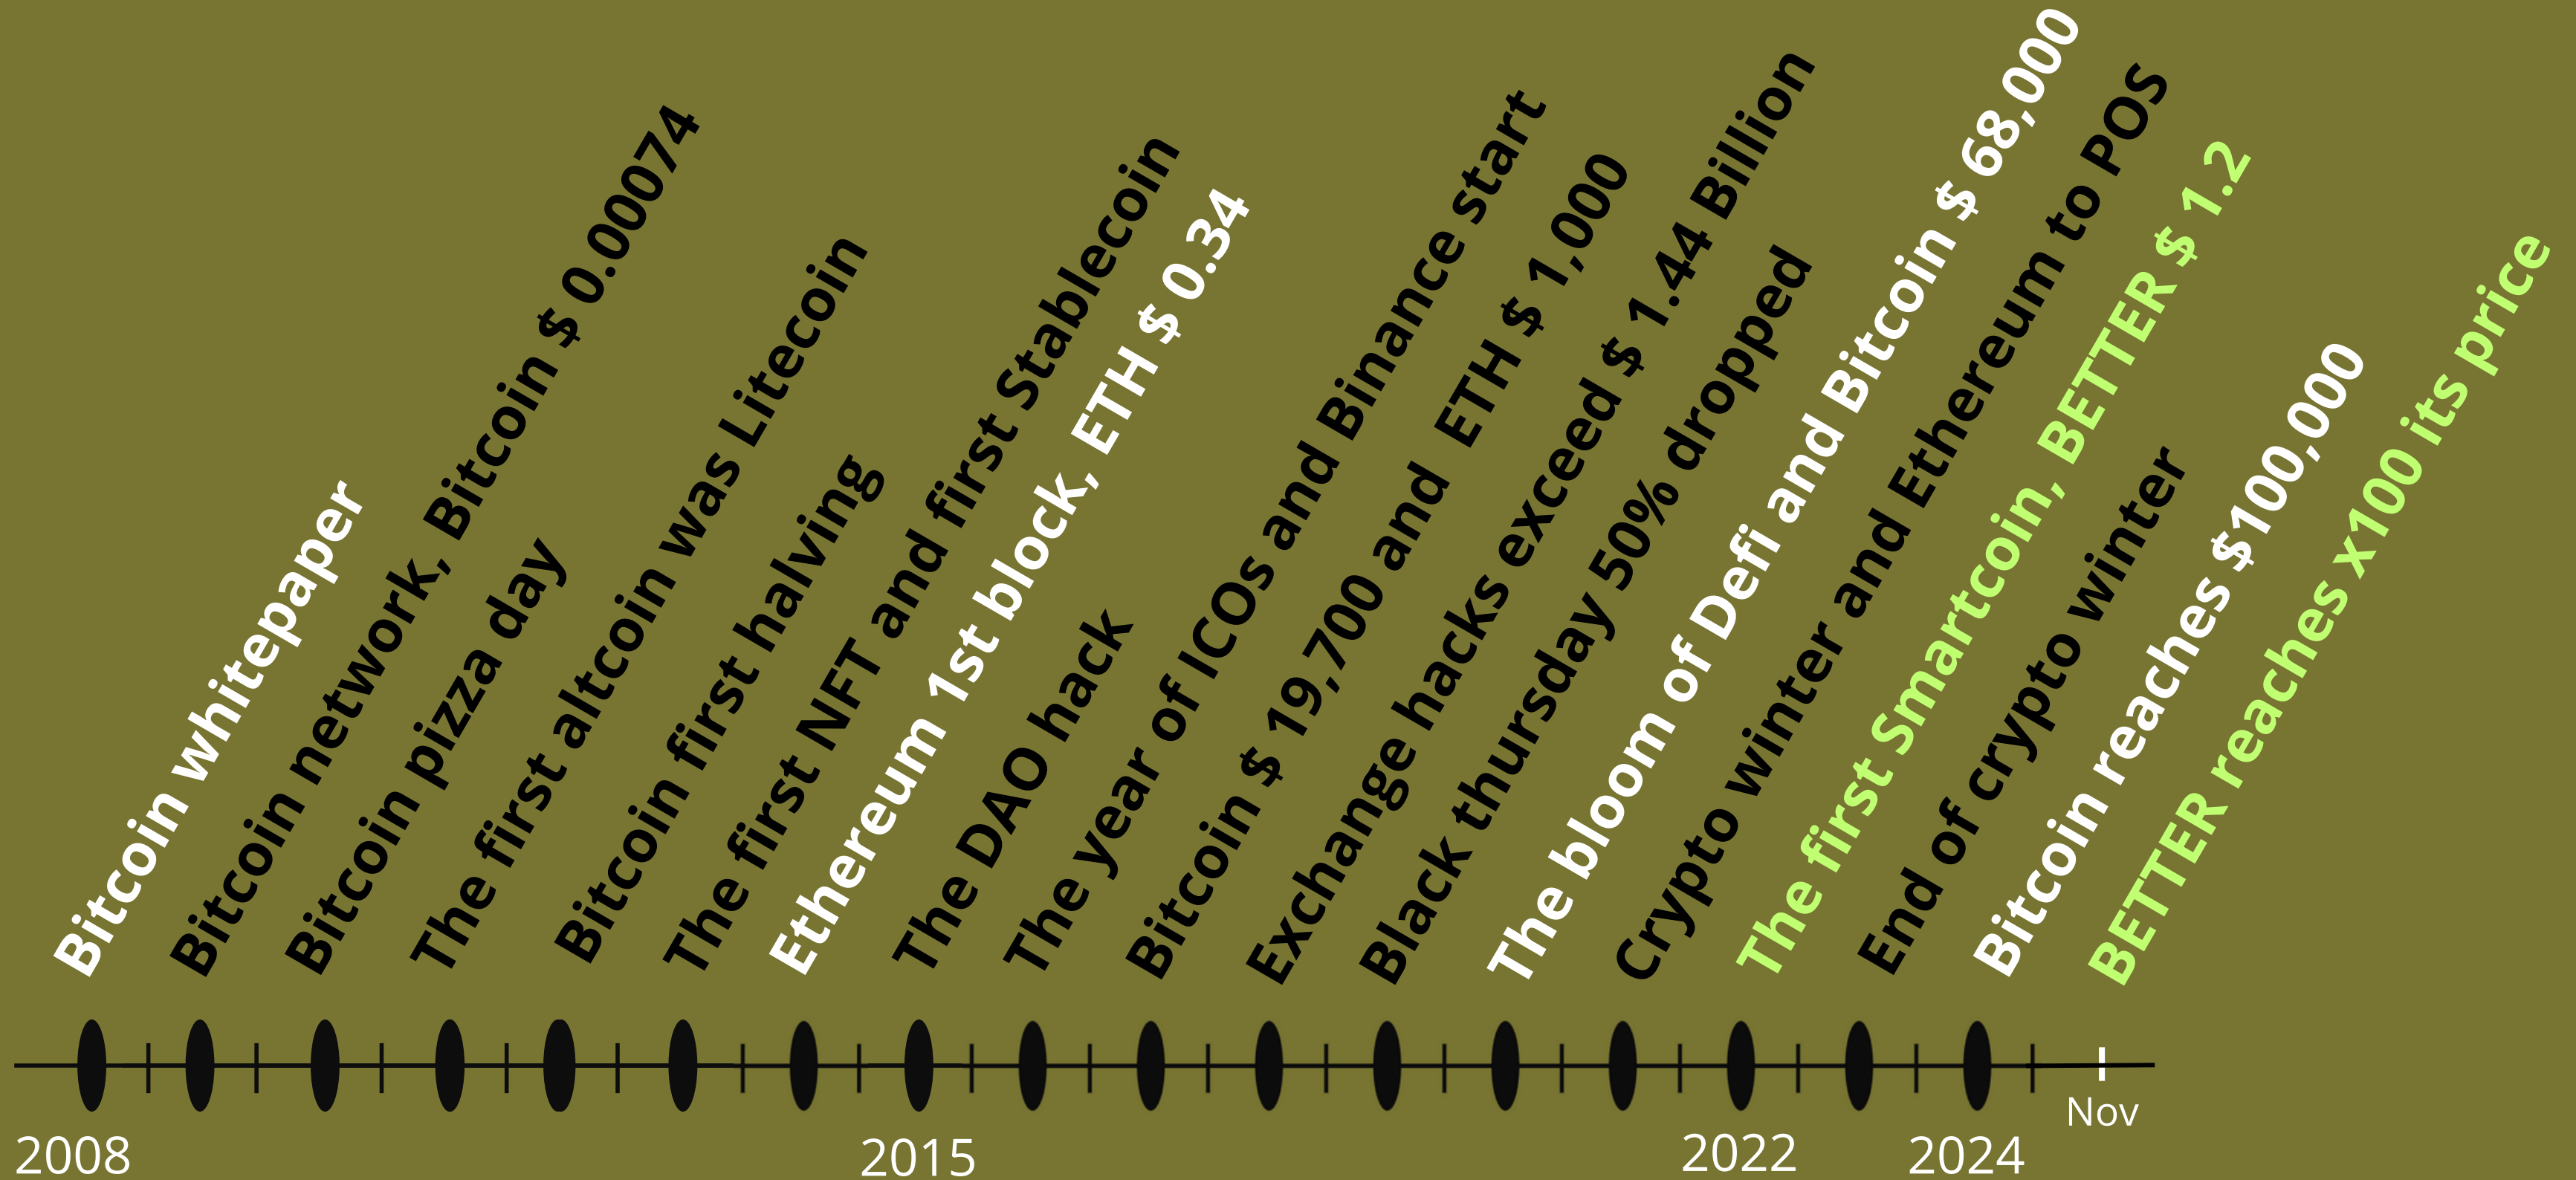 Bitcoin whitepaper
Bitcoin network, Bitcoin $ 0.00074
Bitcoin pizza day
The first altcoin was Litecoin
Bitcoin first halving
The first NFT and first Stablecoin
Ethereum 1st block, ETH $ 0.34
The DAO hack
The year of ICOs and Binance start
Bitcoin $ 19,700 and ETH $ 1,000
Exchange hacks exceed $ 1.44 Billion
Black thursday 50% dropped
The bloom of Defi and Bitcoin $ 68,000
Crypto winter and Ethereum to POS
The first Smartcoin, BETTER $ 1.2
End of crypto winter
Bitcoin reaches $100,000
BETTER reaches x100 its price
Nov
2008
2015
2022
2024